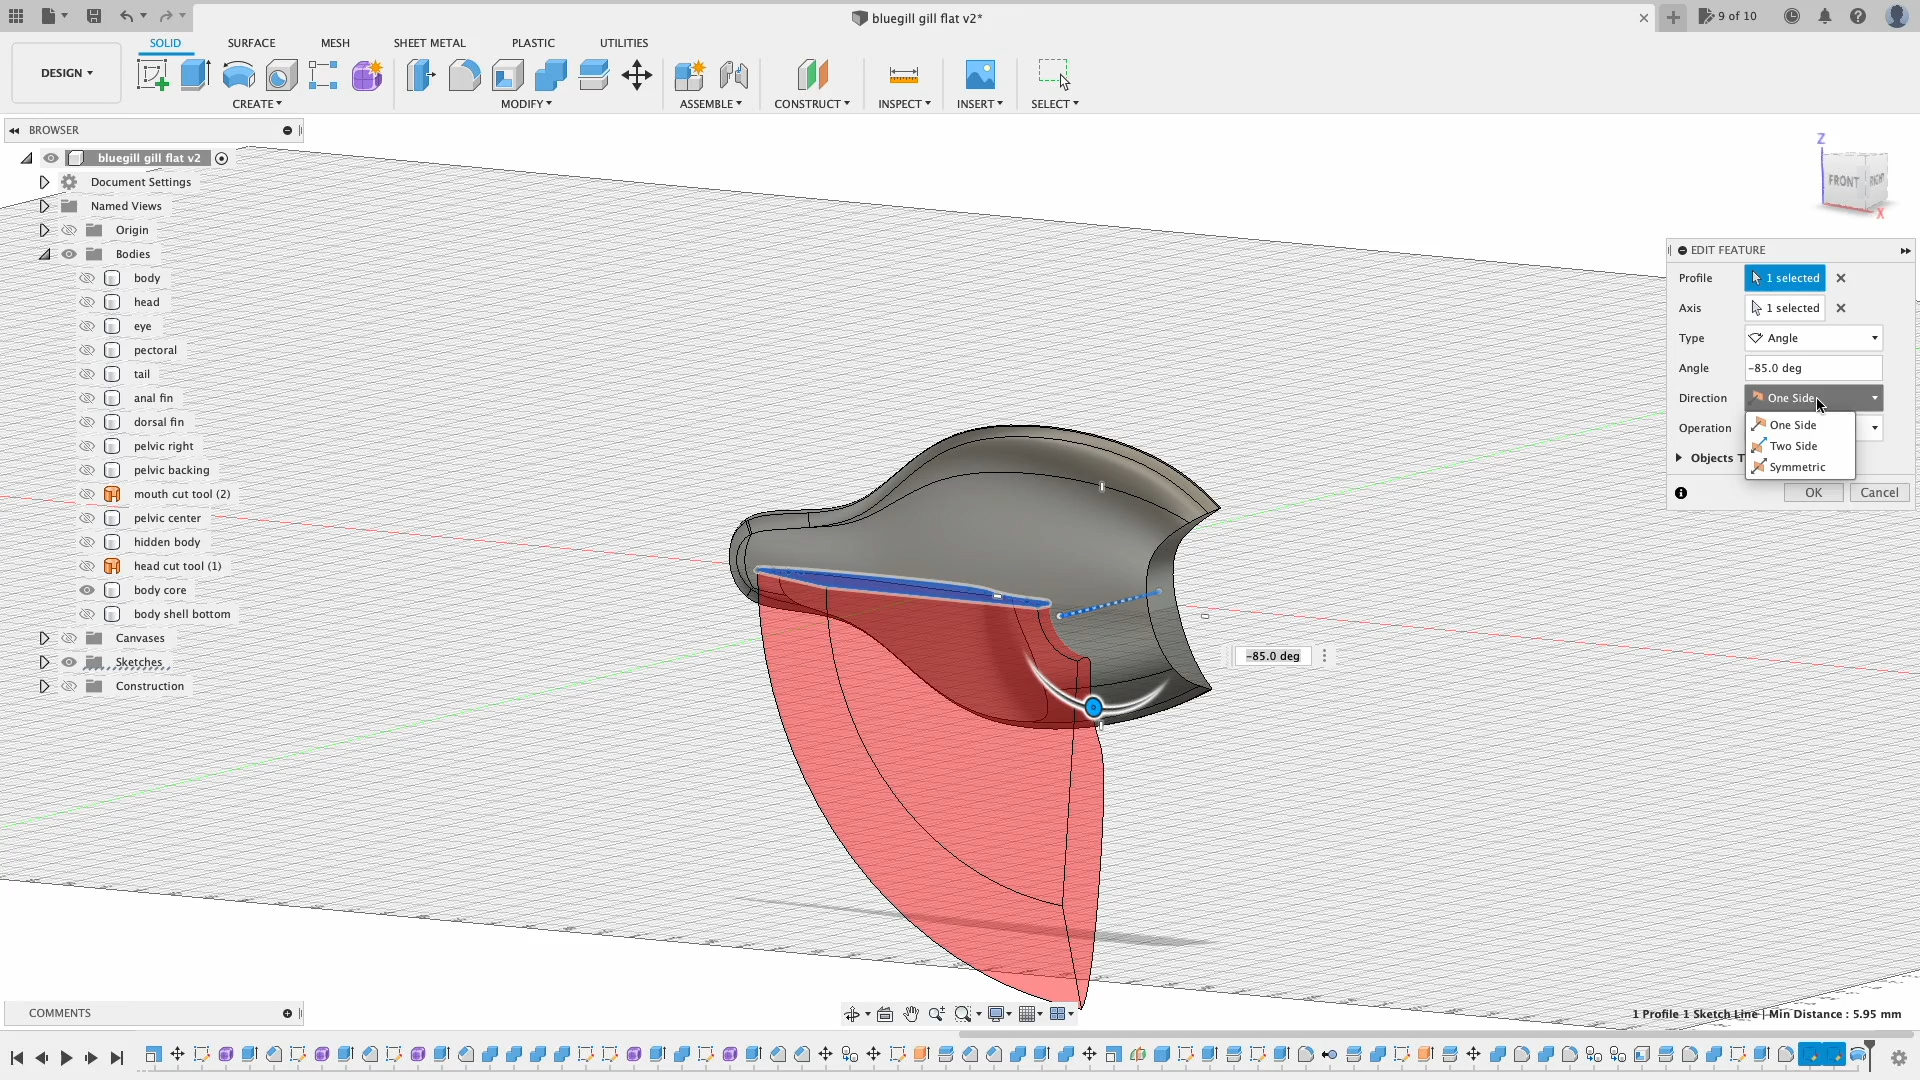 bluegill gill flat v2*
9 of 10
SOLID
SURFACE
MESH
SHEET METAL
PLASTIC
UTILITIES
DESIGN
CREATE
MODIFY
ASSEMBLE
CONSTRUCT
INSPECT
INSERT
SELECT
BROWSER
bluegill gill flat v2
Document Settings
Named Views
Origin
Bodies
body
head
eye
pectoral
tail
anal fin
dorsal fin
pelvic right
pelvic backing
mouth cut tool (2)
pelvic center
hidden body
head cut tool (1)
body core
body shell bottom
Canvases
Sketches
Construction
Z
FRONT
RIGHT
X
EDIT FEATURE
Profile
1 selected
Axis
1 selected
Type
Angle
Angle
-85.0 deg
Direction
One Side
One Side
Two Side
Symmetric
Operation
Objects T
OK
Cancel
-85.0 deg
COMMENTS
1 Profile 1 Sketch Line | Min Distance : 5.95 mm